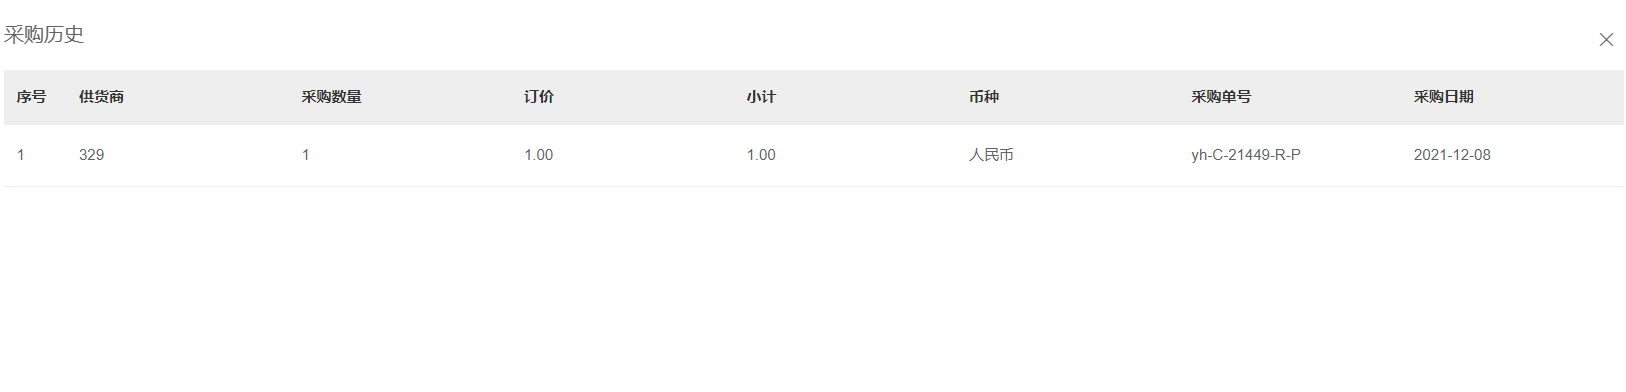 采购历史
序号 供货商 采购数量 订价 小计 币种 采购单号 采购日期
1 329 1 1.00 1.00 人民币 yh-C-21449-R-P 2021-12-08